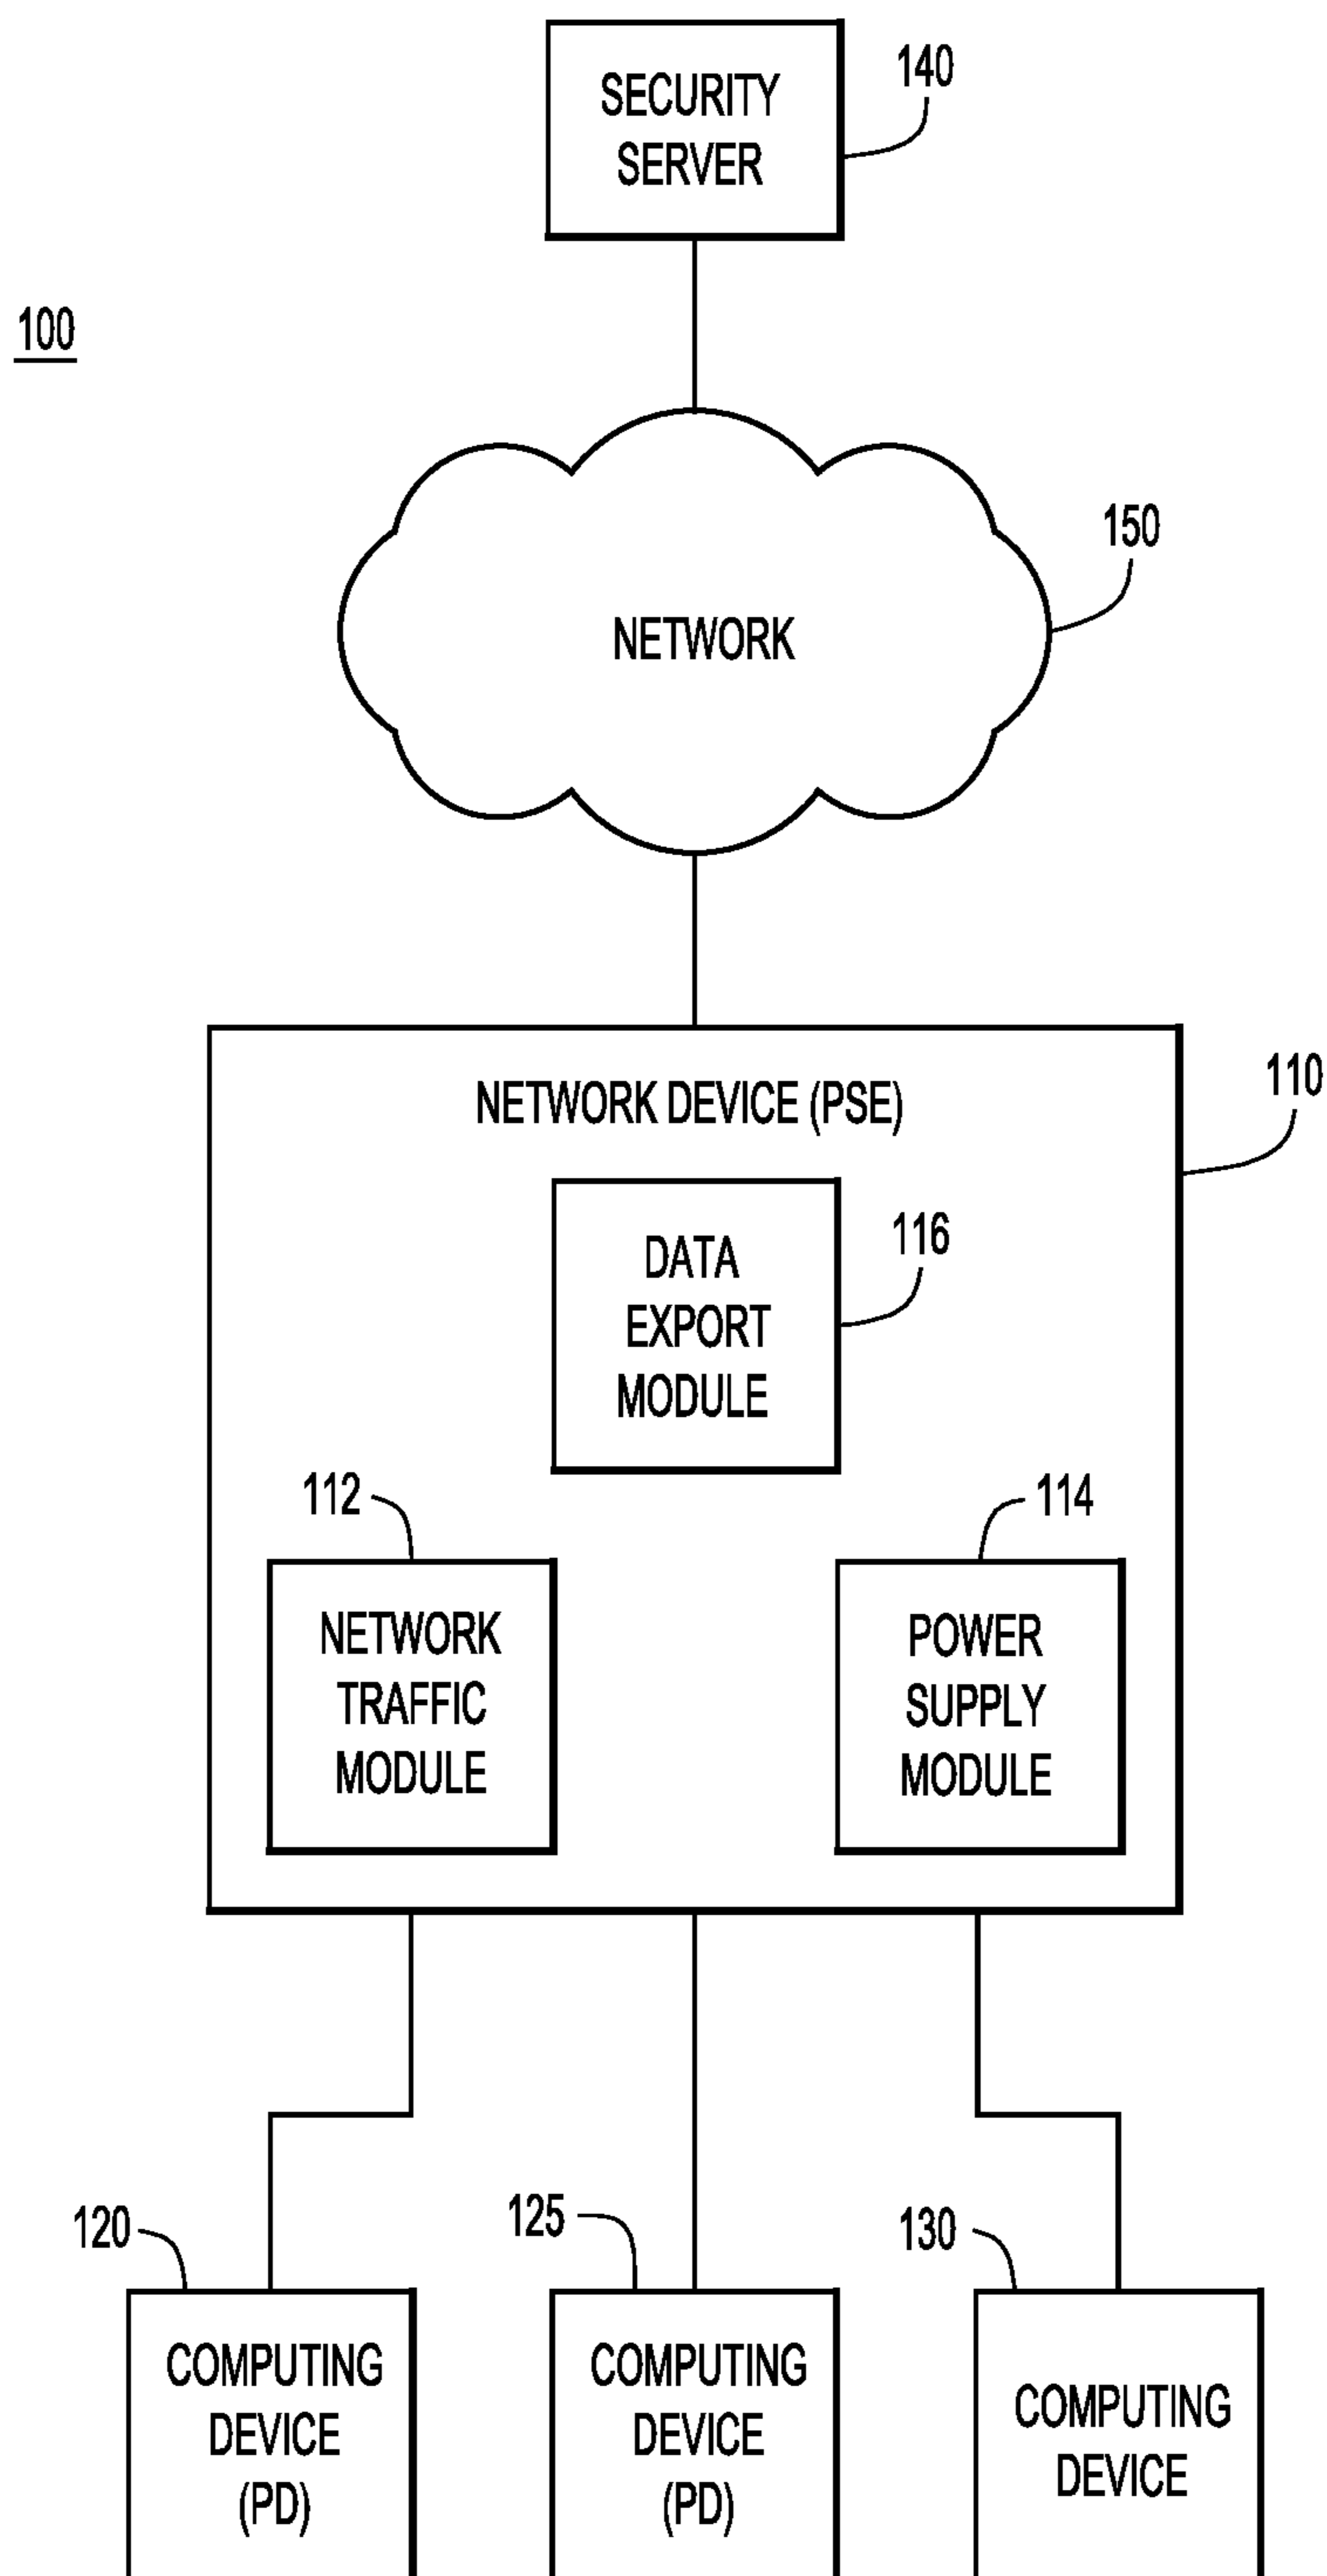 SECURITY
SERVER
140
100
150
NETWORK
110
NETWORK DEVICE (PSE)
116
DATA
EXPORT
MODULE
112
114
NETWORK
TRAFFIC
MODULE
POWER
SUPPLY
MODULE
120
125
130
COMPUTING
DEVICE
(PD)
COMPUTING
DEVICE
(PD)
COMPUTING
DEVICE